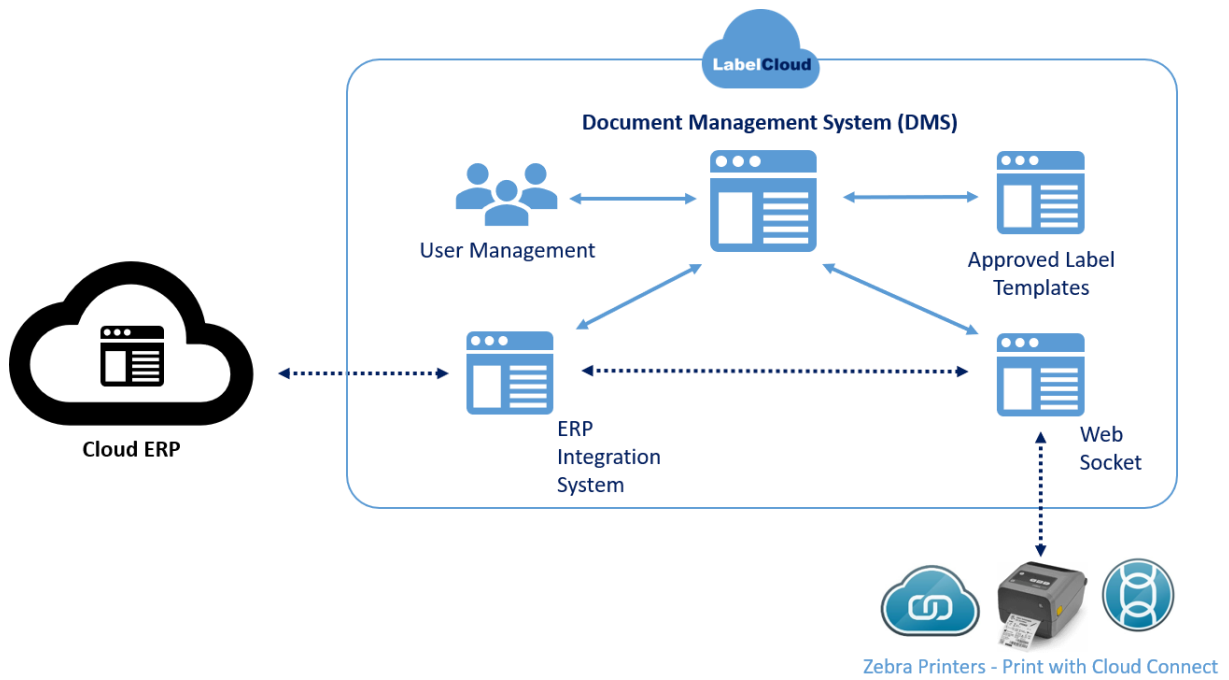 LabelCloud
Document Management System (DMS)
User Management
Approved Label
Templates
Cloud ERP
ERP
Integration
System
Web
Socket
Zebra Printers - Print with Cloud Connect